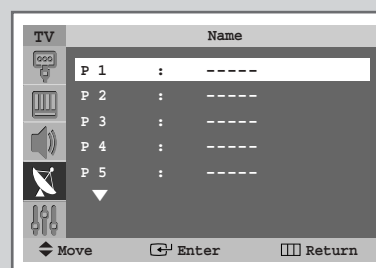 TV Name
P 1 : -----
P 2 : -----
P 3 : -----
P 4 : -----
P 5 : -----
Move Enter Return